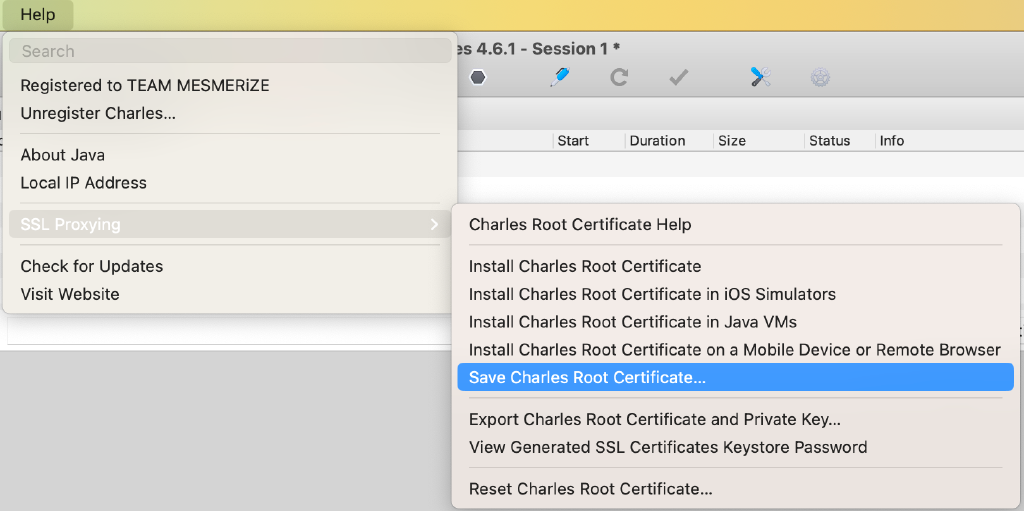 Help
Search
es 4.6.1 - Session 1 *
Registered to TEAM MESMERiZE
Unregister Charles...
Start Duration Size Status Info
About Java
Local IP Address
SSL Proxying
Charles Root Certificate Help
Check for Updates
Install Charles Root Certificate
Visit Website
Install Charles Root Certificate in iOS Simulators
Install Charles Root Certificate in Java VMs
Install Charles Root Certificate on a Mobile Device or Remote Browser
Save Charles Root Certificate...
Export Charles Root Certificate and Private Key...
View Generated SSL Certificates Keystore Password
Reset Charles Root Certificate...